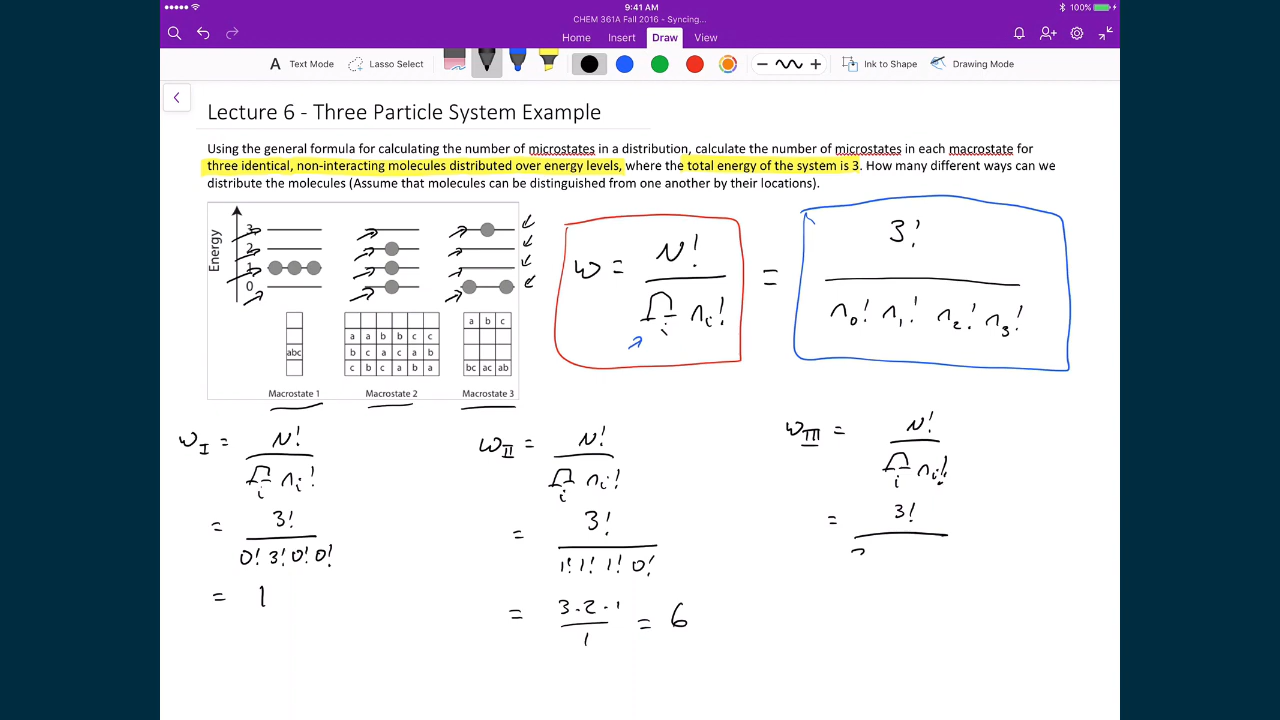 9:41 AM
100%
CHEM 361A Fall 2016 - Syncing...
Home Insert Draw View
A Text Mode Lasso Select Ink to Shape Drawing Mode
Lecture 6 - Three Particle System Example
Using the general formula for calculating the number of microstates in a distribution, calculate the number of microstates in each macrostate for
three identical, non-interacting molecules distributed over energy levels, where the total energy of the system is 3. How many different ways can we
distribute the molecules (Assume that molecules can be distinguished from one another by their locations).
Energy
3
2
1
0
abc
a a b b c c
b c a c a b
c b c a b a
a b c
bc ac ab
Macrostate 1 Macrostate 2 Macrostate 3
W = N! / ∏i ni! = 3! / n0! n1! n2! n3!
WI = N! / ∏i ni!
= 3! / 0! 3! 0! 0!
= 1
WII = N! / ∏i ni!
= 3! / 1! 1! 1! 0!
= 3·2·1 / 1 = 6
WIII = N! / ∏i ni!
= 3!